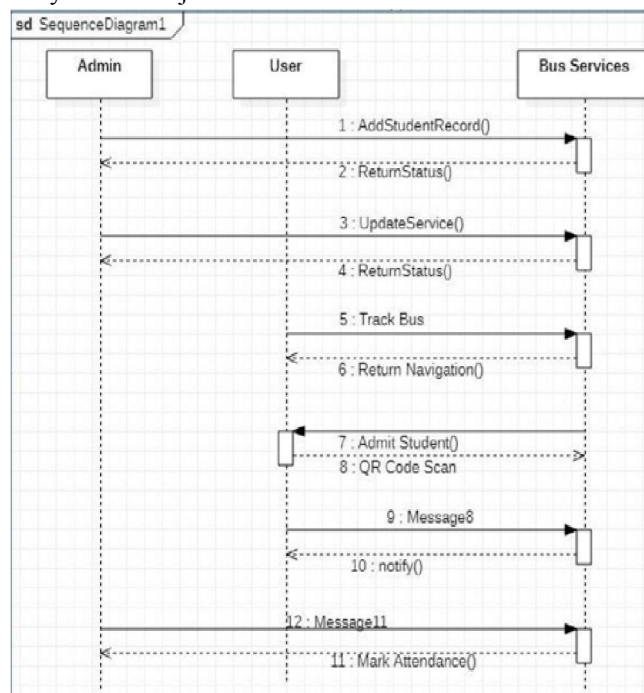 sd SequenceDiagram1
Admin
User
Bus Services
1 : AddStudentRecord()
2 : ReturnStatus()
3 : UpdateService()
4 : ReturnStatus()
5 : Track Bus
6 : Return Navigation()
7 : Admit Student()
8 : QR Code Scan
9 : Message8
10 : notify()
12 : Message11
11 : Mark Attendance()